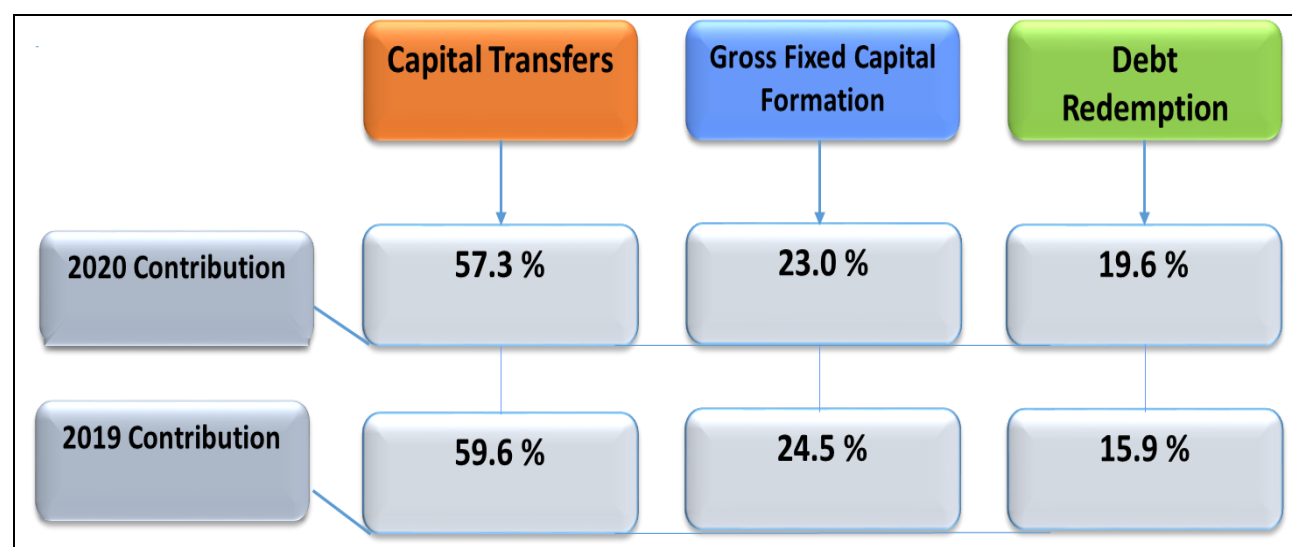 Capital Transfers
Gross Fixed Capital
Formation
Debt
Redemption
2020 Contribution
57.3 %
23.0 %
19.6 %
2019 Contribution
59.6 %
24.5 %
15.9 %